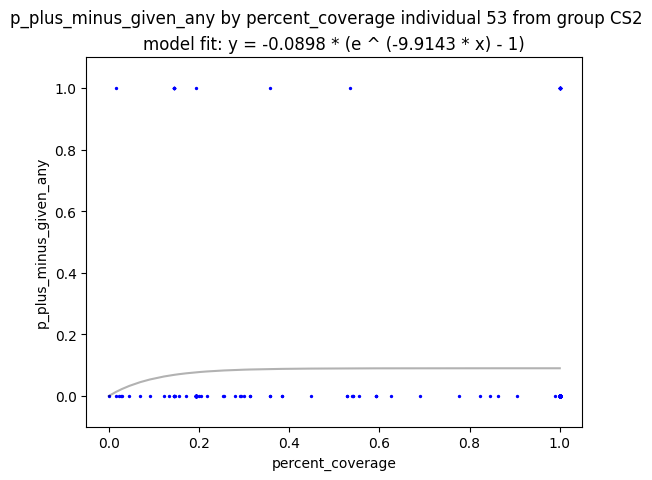 p_plus_minus_given_any by percent_coverage individual 53 from group CS2
model fit: y = -0.0898 * (e ^ (-9.9143 * x) - 1)
1.0
0.8
0.6
0.4
0.2
0.0
p_plus_minus_given_any
0.0 0.2 0.4 0.6 0.8 1.0
percent_coverage